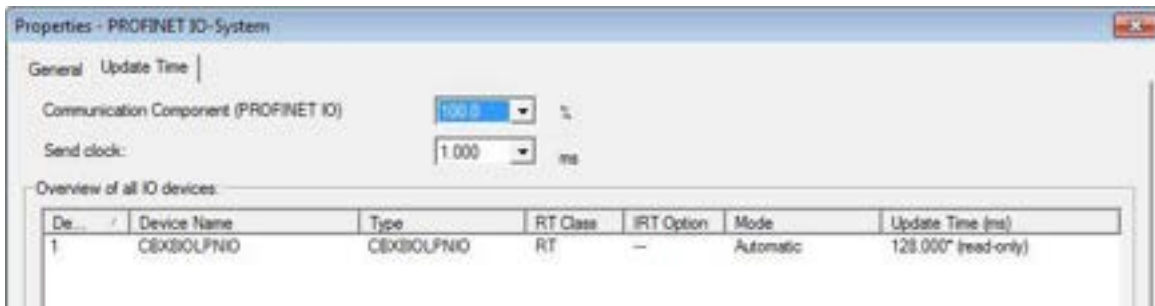 Properties - PROFINET IO-System
General Update Time
Communication Component (PROFINET IO) 100.0 %
Send clock: 1.000 ms
Overview of all IO devices:
De... / Device Name Type RT Class IRT Option Mode Update Time (ms)
1 CBX8OLPNIO CBX8OLPNIO RT --- Automatic 128.000* (read-only)